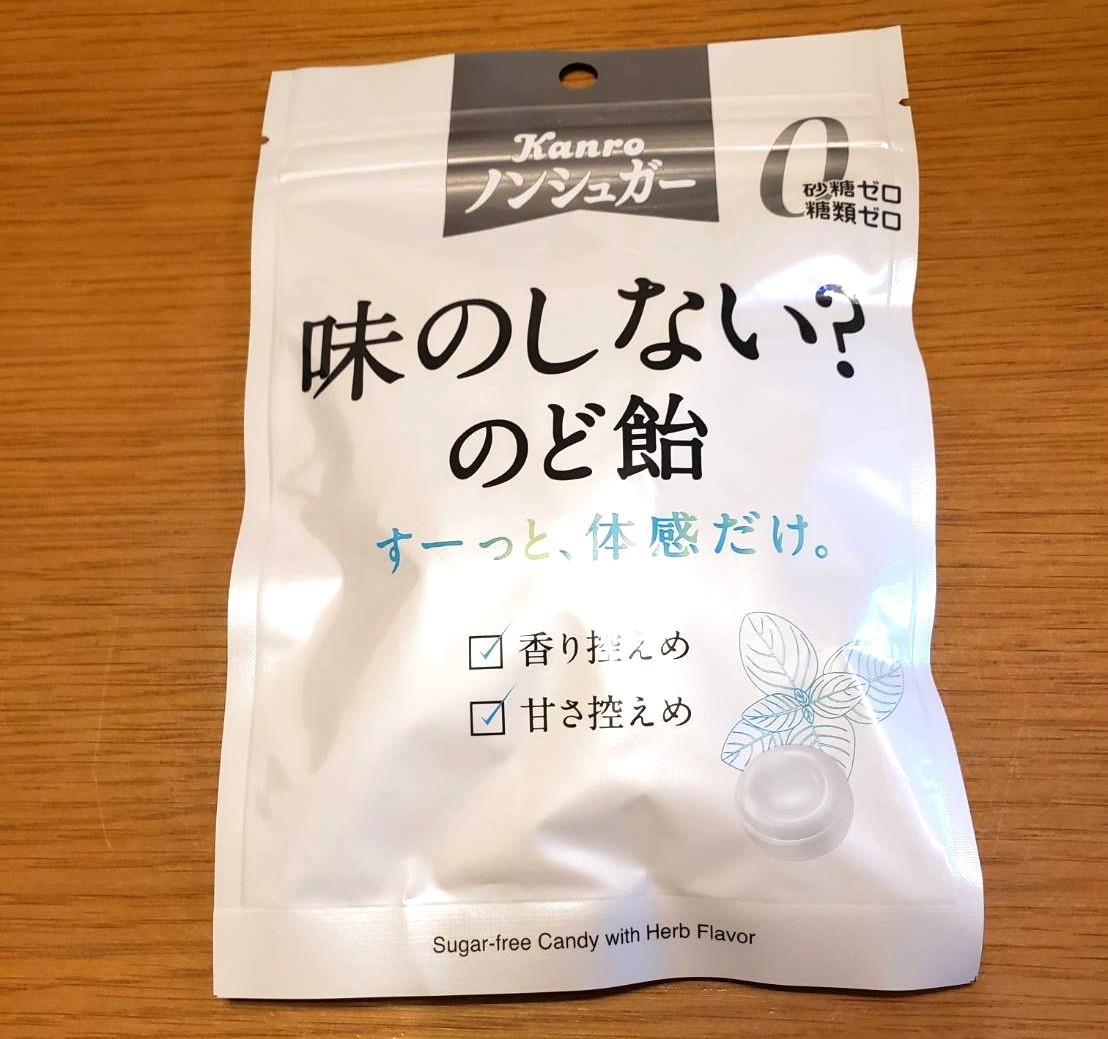 Kanro
ノンシュガー
0
砂糖ゼロ
糖類ゼロ
味のしない?
のど飴
すーっと、体感だけ。
香り控えめ
甘さ控えめ
Sugar-free Candy with Herb Flavor